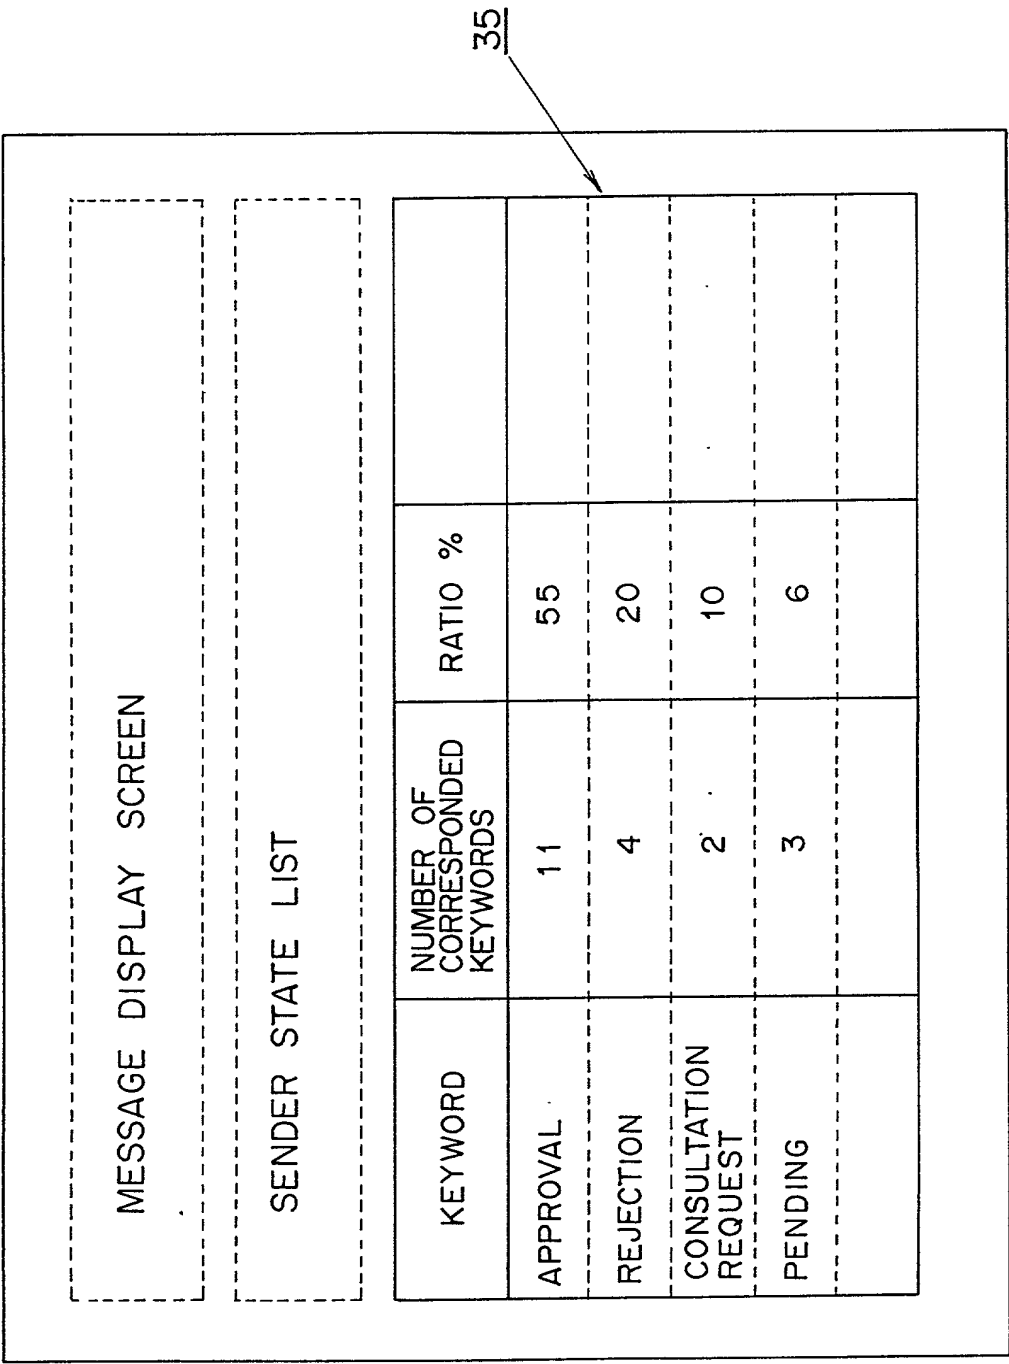 35
MESSAGE DISPLAY SCREEN
SENDER STATE LIST
KEYWORD
NUMBER OF
CORRESPONDED
KEYWORDS
RATIO %
APPROVAL
11
55
REJECTION
4
20
CONSULTATION
REQUEST
2
10
PENDING
3
6